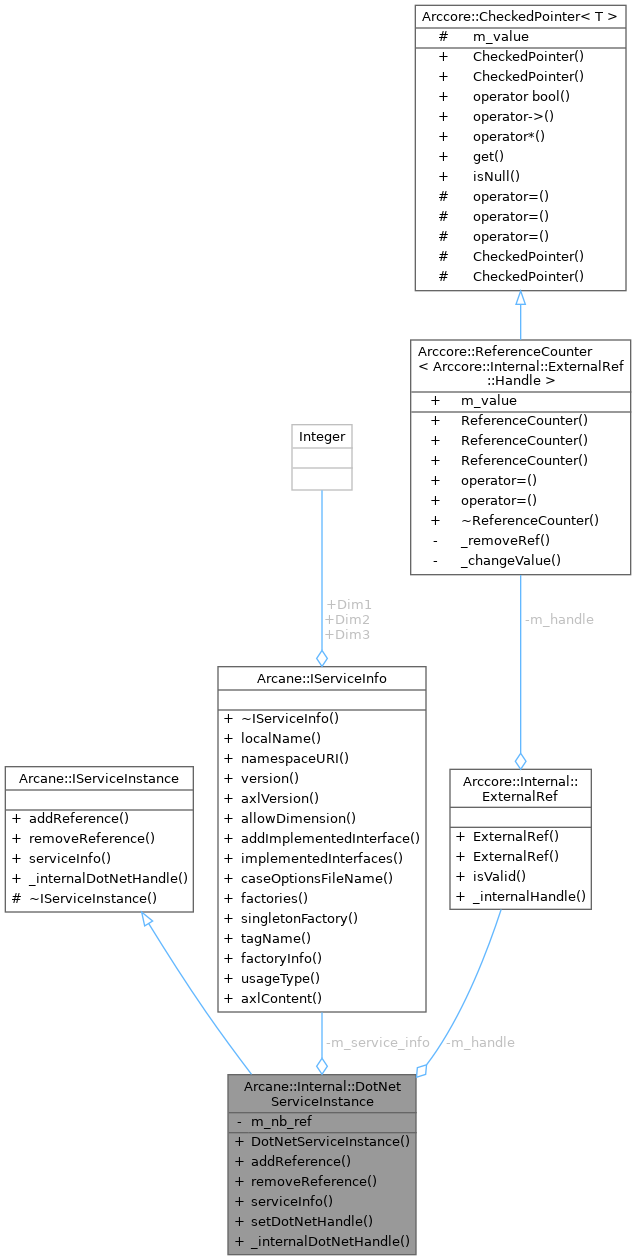 Arccore::CheckedPointer< T >
# m_value
+ CheckedPointer()
+ CheckedPointer()
+ operator bool()
+ operator->()
+ operator*()
+ get()
+ isNull()
# operator=()
# operator=()
# operator=()
# CheckedPointer()
# CheckedPointer()
Arccore::ReferenceCounter
< Arccore::Internal::ExternalRef
::Handle >
+ m_value
+ ReferenceCounter()
+ ReferenceCounter()
+ ReferenceCounter()
+ operator=()
+ operator=()
+ ~ReferenceCounter()
- _removeRef()
- _changeValue()
Integer
+Dim1
+Dim2
+Dim3
-m_handle
Arcane::IServiceInfo
+ ~IServiceInfo()
+ localName()
+ namespaceURI()
+ version()
+ axlVersion()
+ allowDimension()
+ addImplementedInterface()
+ implementedInterfaces()
+ caseOptionsFileName()
+ factories()
+ singletonFactory()
+ tagName()
+ factoryInfo()
+ usageType()
+ axlContent()
Arcane::IServiceInstance
+ addReference()
+ removeReference()
+ serviceInfo()
+ _internalDotNetHandle()
# ~IServiceInstance()
Arccore::Internal::
ExternalRef
+ ExternalRef()
+ ExternalRef()
+ isValid()
+ _internalHandle()
-m_service_info
-m_handle
Arcane::Internal::DotNet
ServiceInstance
- m_nb_ref
+ DotNetServiceInstance()
+ addReference()
+ removeReference()
+ serviceInfo()
+ setDotNetHandle()
+ _internalDotNetHandle()